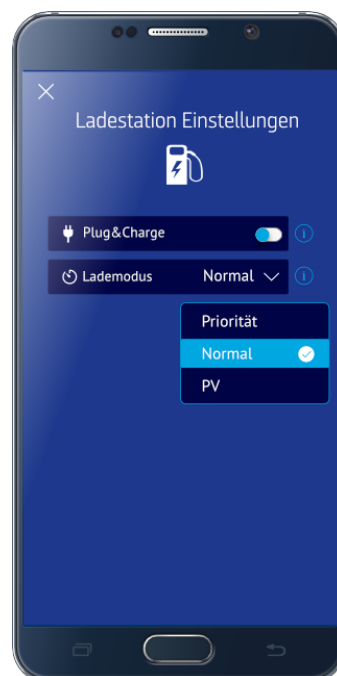 Ladestation Einstellungen
Plug&Charge
Lademodus Normal
Priorität
Normal
PV